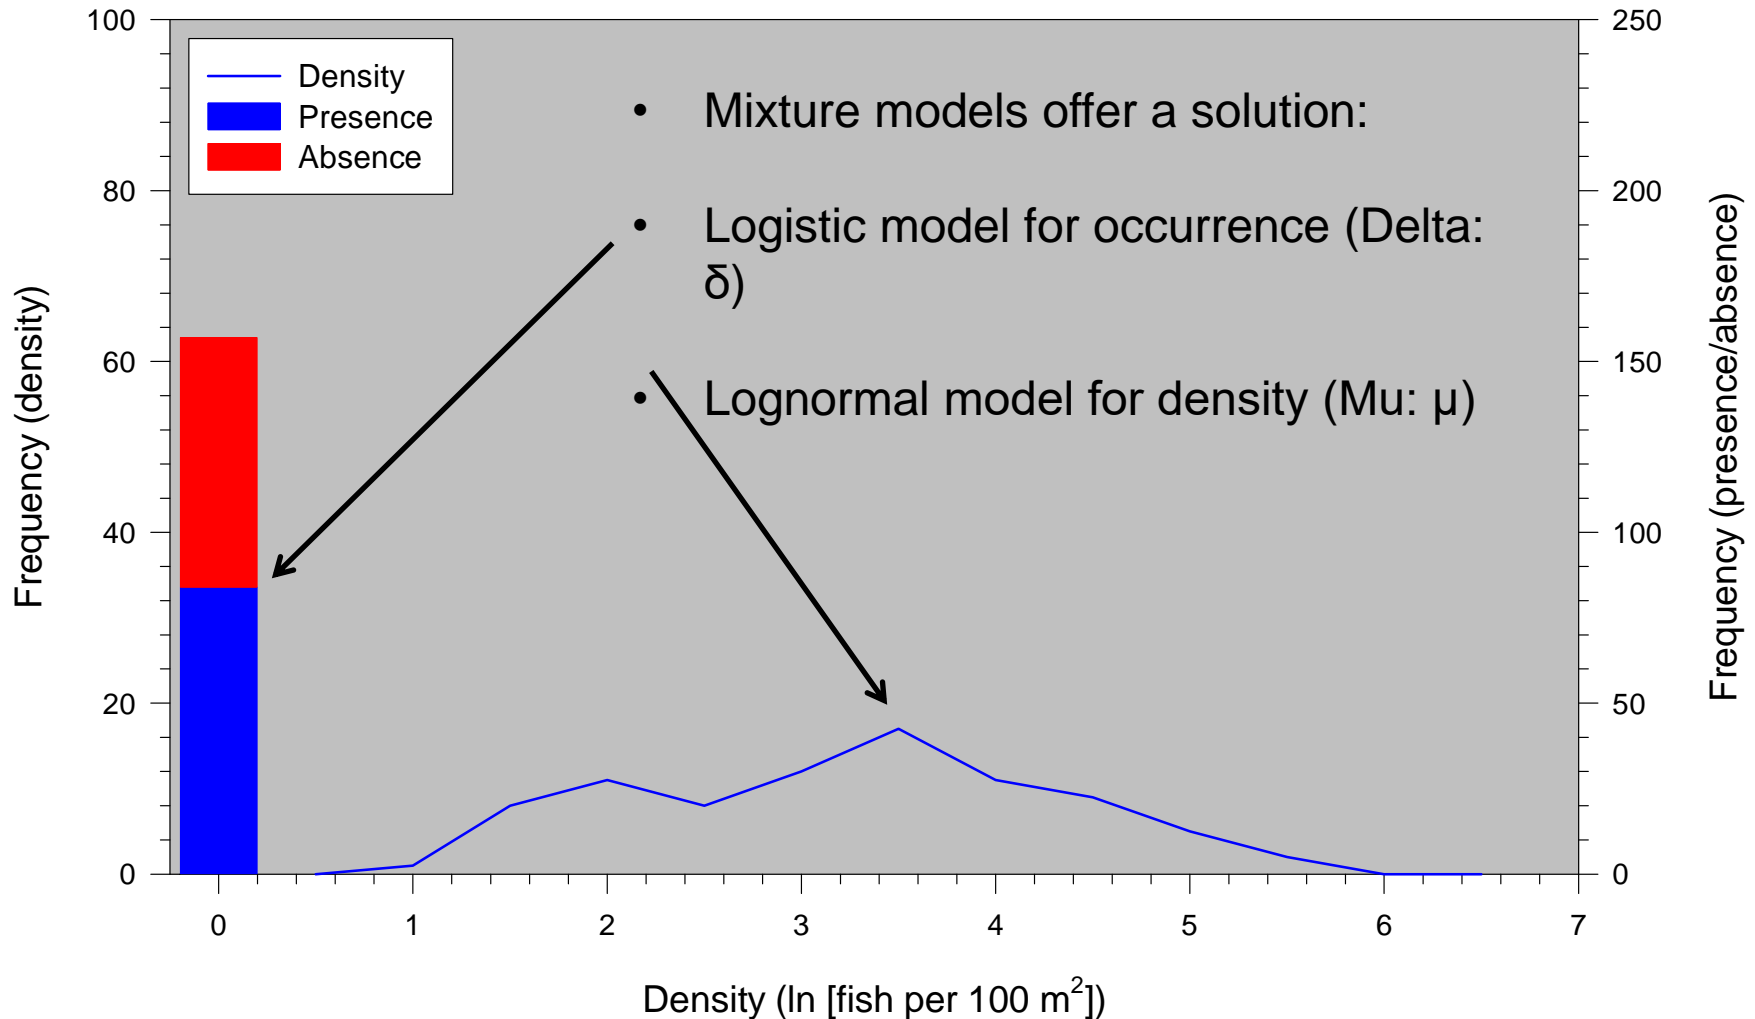 Density
Presence
Absence
• Mixture models offer a solution:
• Logistic model for occurrence (Delta:
δ)
• Lognormal model for density (Mu: μ)
Frequency (density)
100
80
60
40
20
0
Frequency (presence/absence)
250
200
150
100
50
0
0 1 2 3 4 5 6 7
Density (ln [fish per 100 m²])